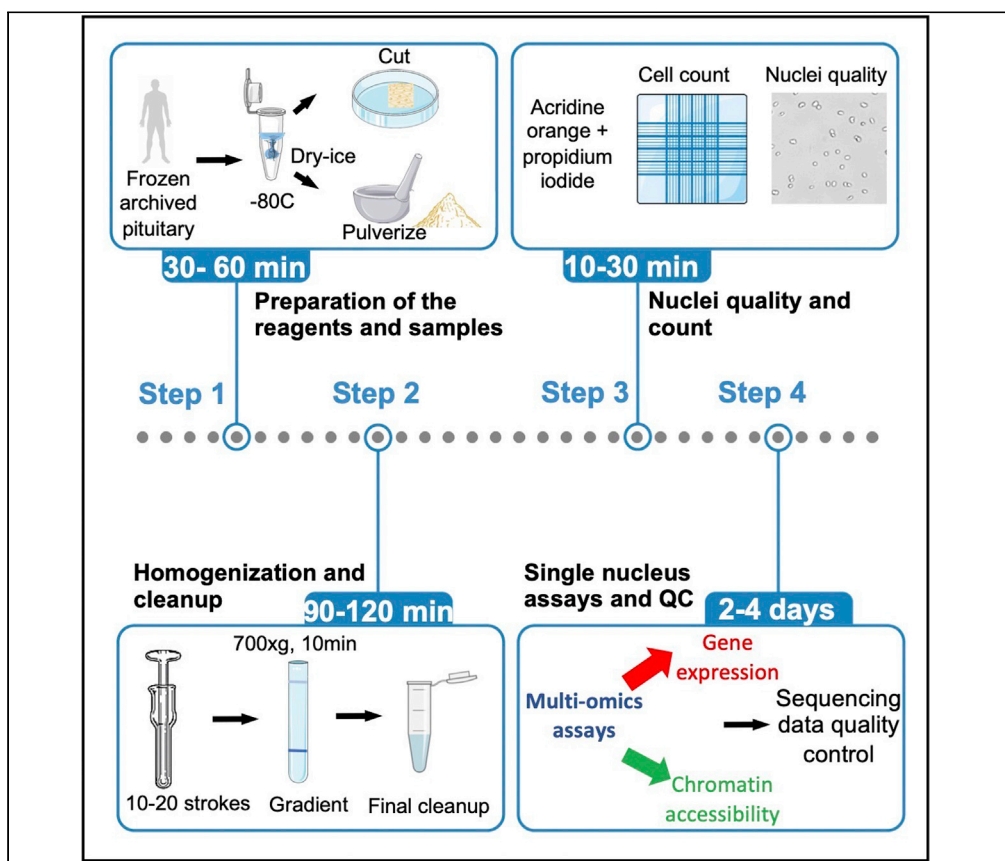 Cut
Frozen
archived
pituitary
-80C
Dry-ice
Pulverize
30- 60 min
Preparation of the
reagents and samples
Cell count
Nuclei quality
Acridine
orange +
propidium
iodide
10-30 min
Nuclei quality and
count
Step 1
Step 2
Step 3
Step 4
Homogenization and
cleanup
90-120 min
700xg, 10min
10-20 strokes
Gradient
Final cleanup
Single nucleus
assays and QC
2-4 days
Gene
expression
Multi-omics
assays
Sequencing
data quality
control
Chromatin
accessibility